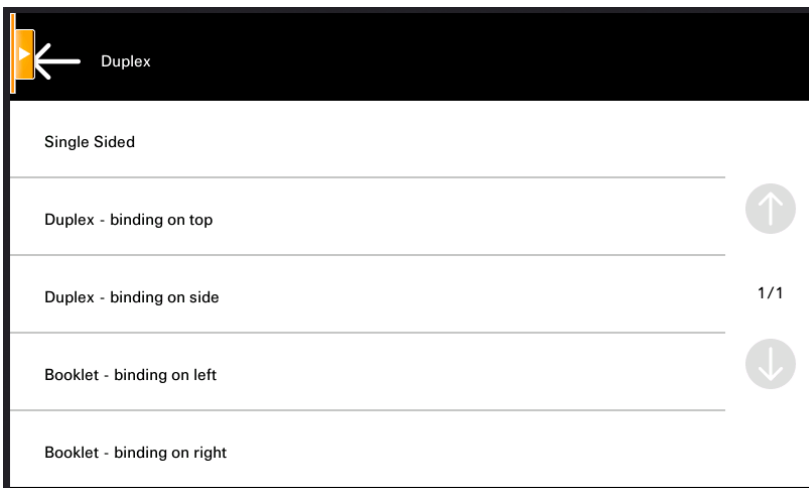 Duplex
Single Sided
Duplex - binding on top
Duplex - binding on side
1/1
Booklet - binding on left
Booklet - binding on right